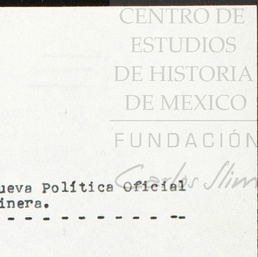 CENTRO DE
ESTUDIOS
DE HISTORIA
DE MEXICO
FUNDACIÓN
Carlos Slim
ueva Política Oficial
inera.
- - - - - - - - - - - -